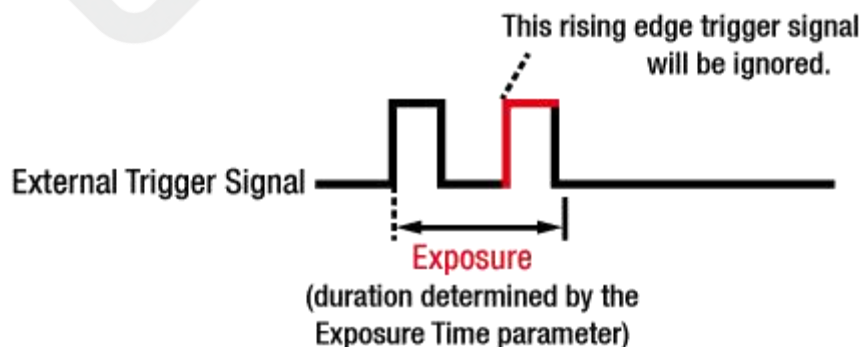 This rising edge trigger signal
will be ignored.
External Trigger Signal
Exposure
(duration determined by the
Exposure Time parameter)